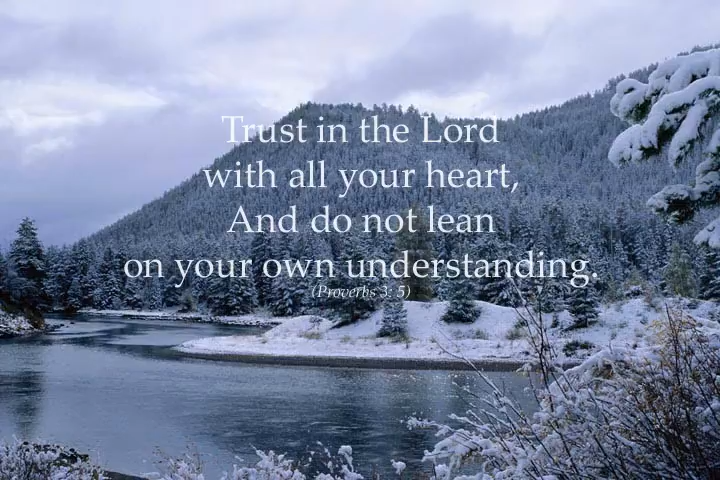 Trust in the Lord
with all your heart,
And do not lean
on your own understanding.
(Proverbs 3: 5)